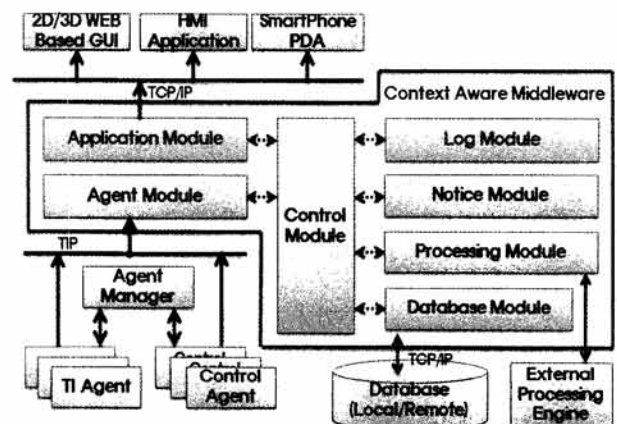 2D/3D WEB
Based GUI
HMI
Application
SmartPhone
PDA
TCP/IP
Context Aware Middleware
Application Module
Agent Module
Control
Module
Log Module
Notice Module
Processing Module
Database Module
TIP
Agent
Manager
TI Agent
Control
Control
Control
Agent
TCP/IP
Database
(Local/Remote)
External
Processing
Engine